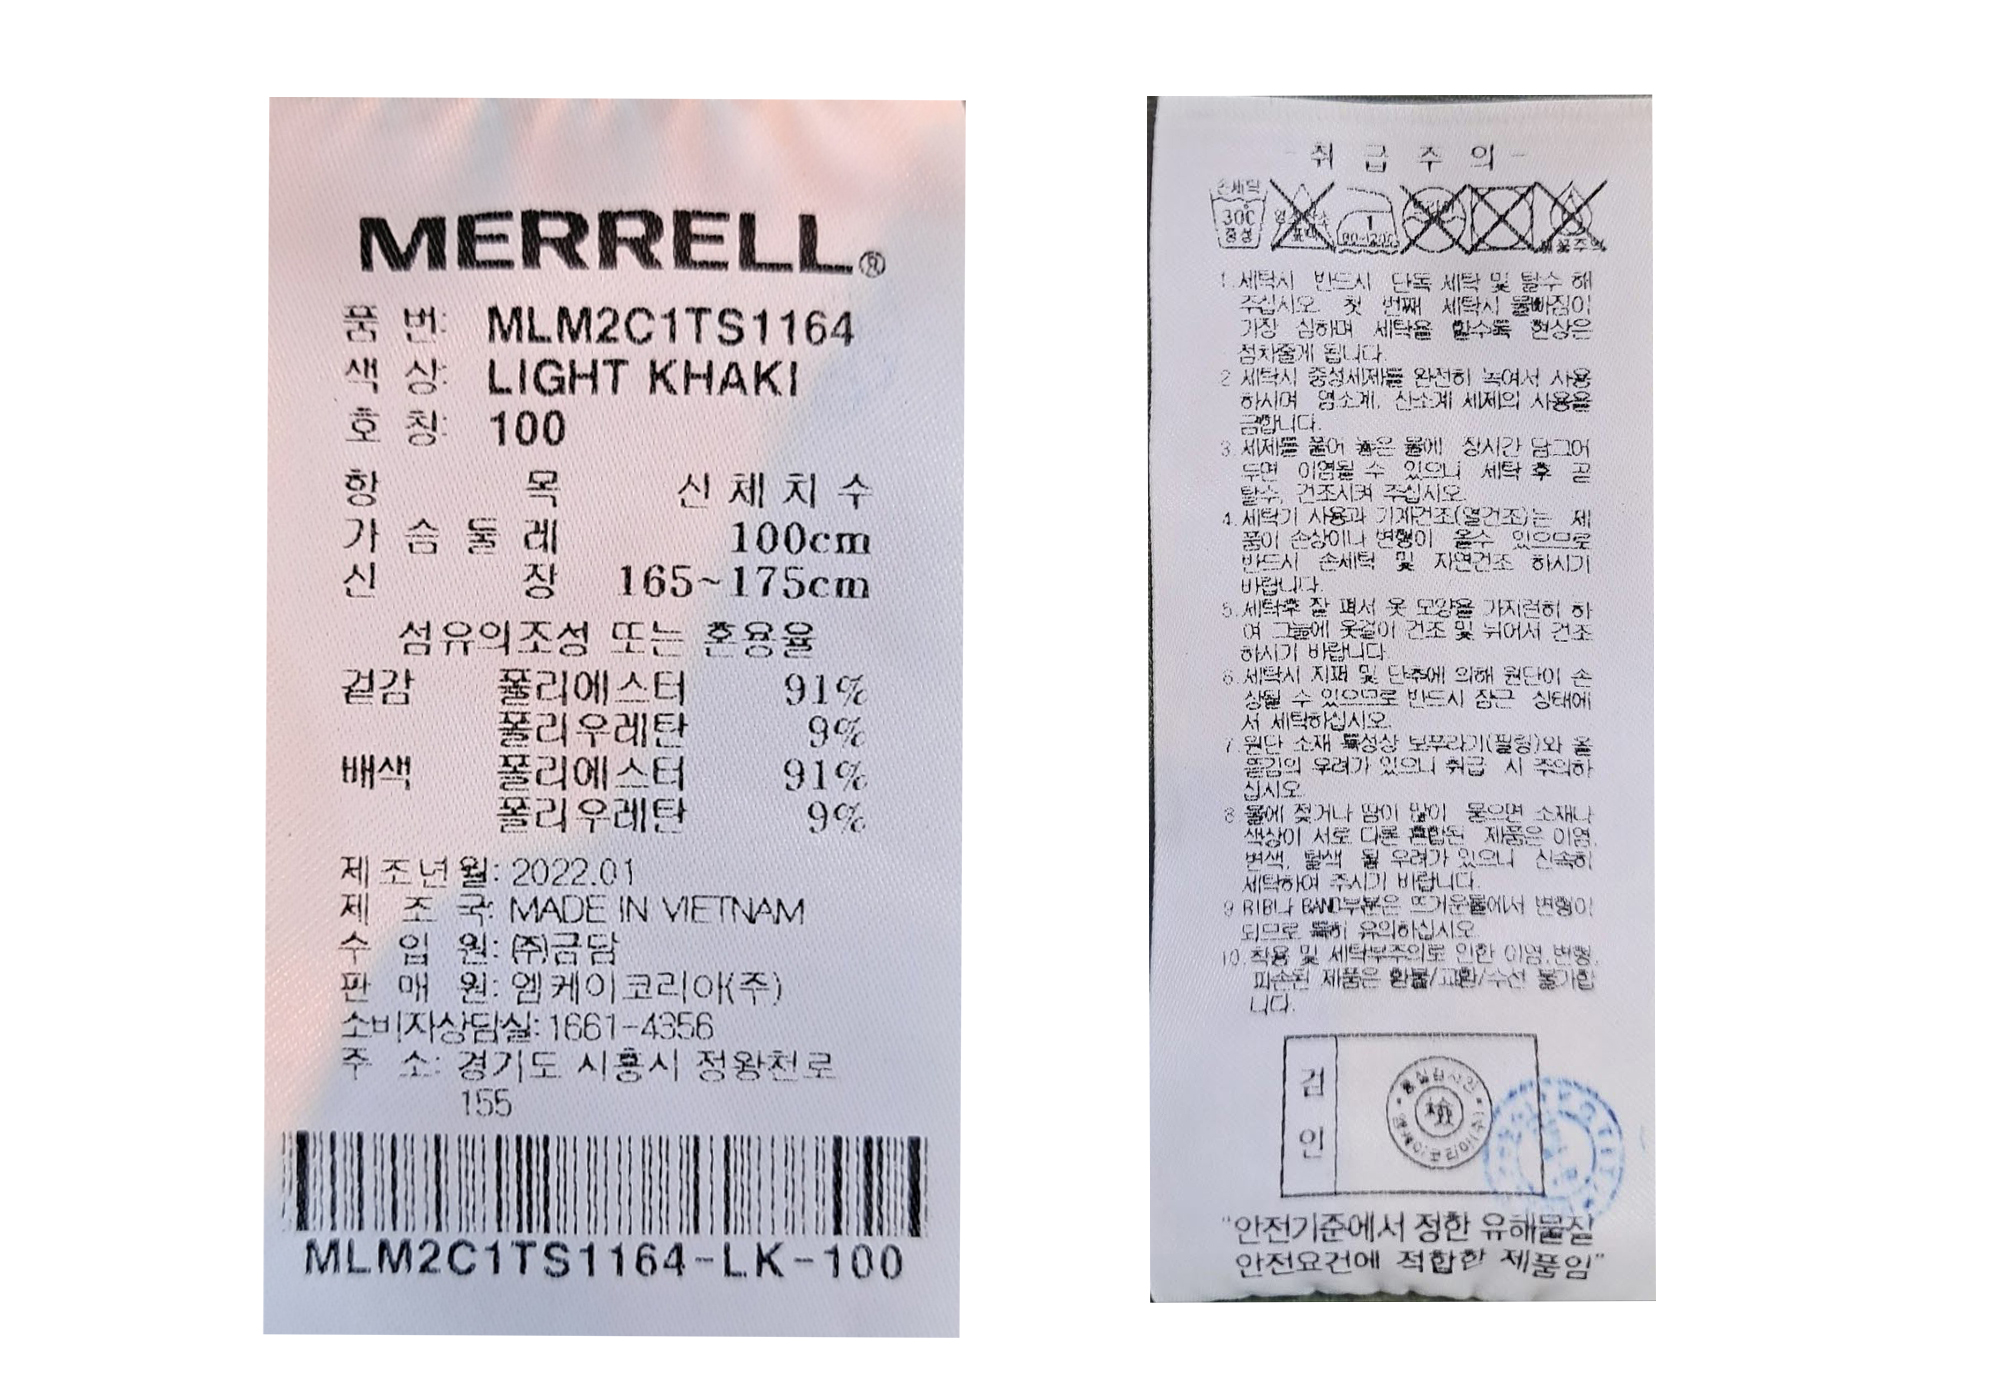 MERRELL®
품 번: MLM2C1TS1164
색 상: LIGHT KHAKI
호 칭: 100
항 목 신체치수
가슴둘레 100cm
신 장 165~175cm
섬유의조성 또는 혼용율
겉감 폴리에스터 91%
폴리우레탄 9%
배색 폴리에스터 91%
폴리우레탄 9%
제조년월: 2022.01
제 조 국: MADE IN VIETNAM
수 입 원: (주)금담
판 매 원: 엠케이코리아(주)
소비자상담실: 1661-4356
주 소: 경기도 시흥시 정왕천로
155
MLM2C1TS1164-LK-100
- 취 급 주 의 -
손세탁
30℃
중성
1
80~120℃
1. 세탁시 반드시 단독 세탁 및 탈수 해
주십시오. 첫 번째 세탁시 물빠짐이
가장 심하며 세탁을 할수록 현상은
점차줄게 됩니다.
2. 세탁시 중성세제를 완전히 녹여서 사용
하시며 염소계, 산소계 세제의 사용을
금합니다.
3. 세제를 풀어 놓은 물에 장시간 담그어
두면 이염될 수 있으니 세탁 후 곧
탈수, 건조시켜 주십시오.
4. 세탁기 사용과 기계건조(열건조)는 제
품이 손상이나 변형이 올수 있으므로
반드시 손세탁 및 자연건조 하시기
바랍니다.
5. 세탁후 잘 펴서 옷 모양을 가지런히 하
여 그늘에 옷걸이 건조 및 뉘어서 건조
하시기 바랍니다.
6. 세탁시 지퍼 및 단추에 의해 원단이 손
상될 수 있으므로 반드시 잠근 상태에
서 세탁하십시오.
7. 원단 소재 특성상 보푸라기(필링)와 올
뜯김의 우려가 있으니 취급 시 주의하
십시오.
8. 물에 젖거나 땀이 많이 묻으면 소재나
색상이 서로 다른 혼합된 제품은 이염,
변색, 탈색 될 우려가 있으니 신속히
세탁하여 주시기 바랍니다.
9. RIB나 BAND부분은 뜨거운물에서 변형이
되므로 특히 유의하십시오.
10. 착용 및 세탁부주의로 인한 이염,변형,
파손된 제품은 환불/교환/수선 불가합
니다.
검
인
품질검사인
檢
엠케이코리아(주)
"안전기준에서 정한 유해물질
안전요건에 적합한 제품임"